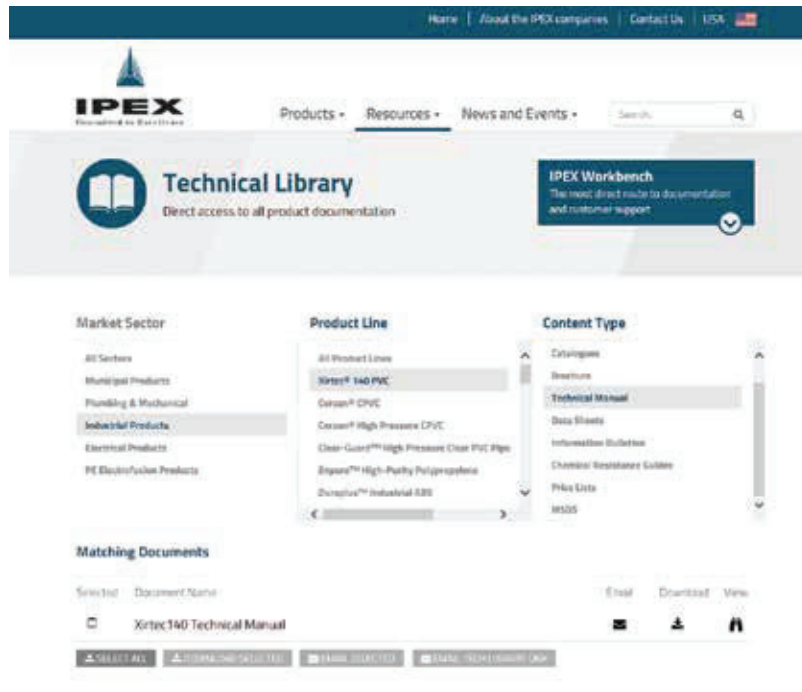 Home | About the IPEX companies | Contact Us | USA
IPEX
Products Resources News and Events Search
Technical Library
Direct access to all product documentation
IPEX Workbench
The most direct route to documentation
and customer support
Market Sector
All Sectors
Municipal Products
Plumbing & Mechanical
Industrial Products
Electrical Products
PE Electrofusion Products
Product Line
All Product Lines
Xirtec® 140 PVC
Corzan® CPVC
Corzan® High Pressure CPVC
Clear-Guard™ High Pressure Clear PVC Pipe
Enpure™ High-Purity Polypropylene
Duraplus™ Industrial ABS
Content Type
Catalogues
Brochure
Technical Manual
Data Sheets
Information Bulletins
Chemical Resistance Guides
Price Lists
MSDS
Matching Documents
Selected Document Name Email Download View
Xirtec140 Technical Manual
SELECT ALL DOWNLOAD SELECTED EMAIL SELECTED